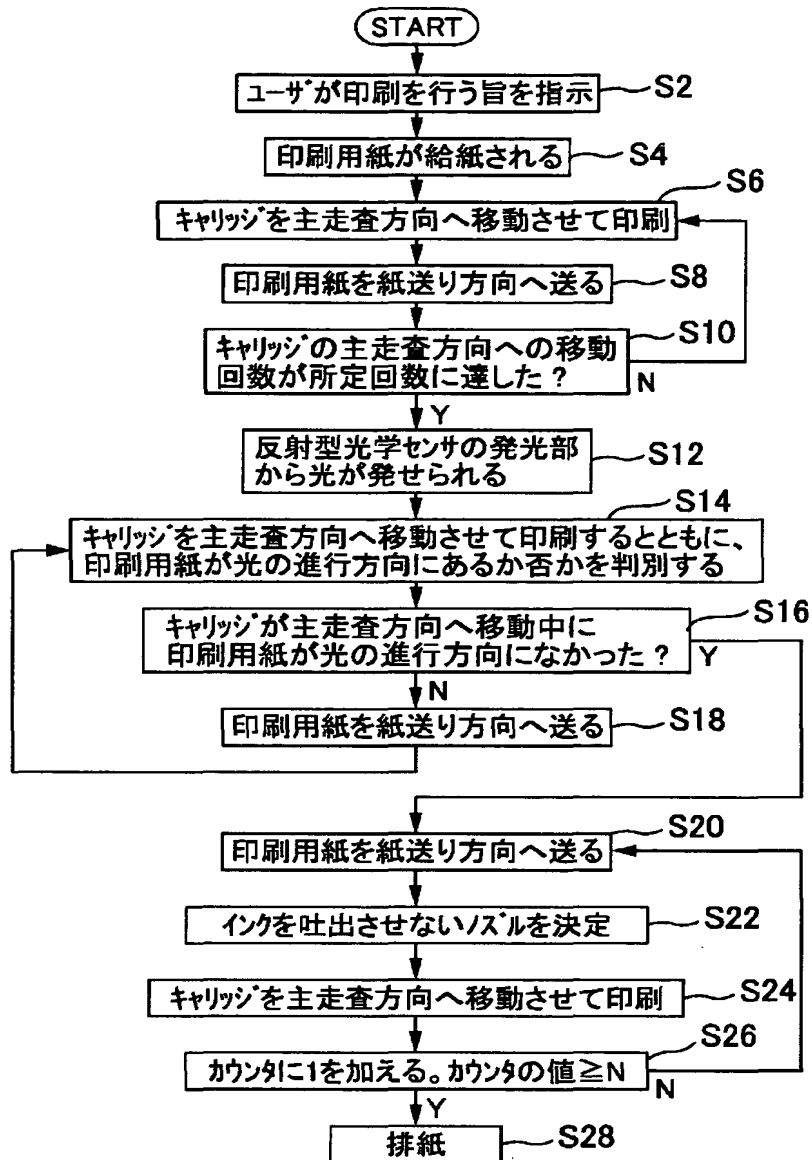 START
ユーザが印刷を行う旨を指示
S2
印刷用紙が給紙される
S4
S6
キャリッジを主走査方向へ移動させて印刷
印刷用紙を紙送り方向へ送る
S8
キャリッジの主走査方向への移動
回数が所定回数に達した？
S10
N
Y
反射型光学センサの発光部
から光が発せられる
S12
S14
キャリッジを主走査方向へ移動させて印刷するとともに、
印刷用紙が光の進行方向にあるか否かを判別する
S16
キャリッジが主走査方向へ移動中に
印刷用紙が光の進行方向になかった？
Y
N
印刷用紙を紙送り方向へ送る
S18
S20
印刷用紙を紙送り方向へ送る
インクを吐出させないノズルを決定
S22
キャリッジを主走査方向へ移動させて印刷
S24
S26
カウンタに1を加える。カウンタの値≧N
N
Y
排紙
S28